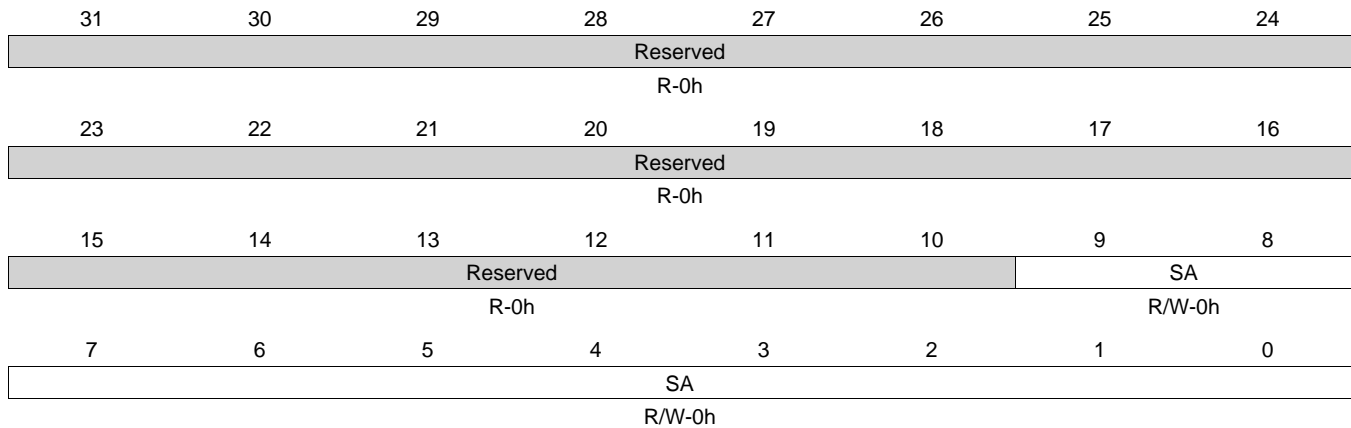 31 30 29 28 27 26 25 24
Reserved
R-0h
23 22 21 20 19 18 17 16
Reserved
R-0h
15 14 13 12 11 10 9 8
Reserved SA
R-0h R/W-0h
7 6 5 4 3 2 1 0
SA
R/W-0h